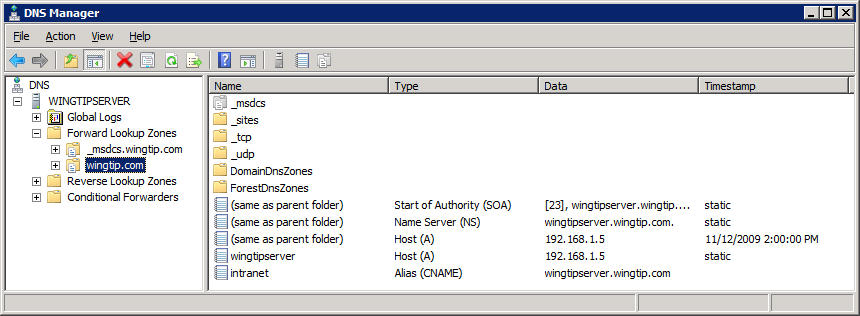 DNS Manager
File Action View Help
DNS
WINGTIPSERVER
Global Logs
Forward Lookup Zones
_msdcs.wingtip.com
wingtip.com
Reverse Lookup Zones
Conditional Forwarders
Name Type Data Timestamp
_msdcs
_sites
_tcp
_udp
DomainDnsZones
ForestDnsZones
(same as parent folder) Start of Authority (SOA) [23], wingtipserver.wingtip.... static
(same as parent folder) Name Server (NS) wingtipserver.wingtip.com. static
(same as parent folder) Host (A) 192.168.1.5 11/12/2009 2:00:00 PM
wingtipserver Host (A) 192.168.1.5 static
intranet Alias (CNAME) wingtipserver.wingtip.com